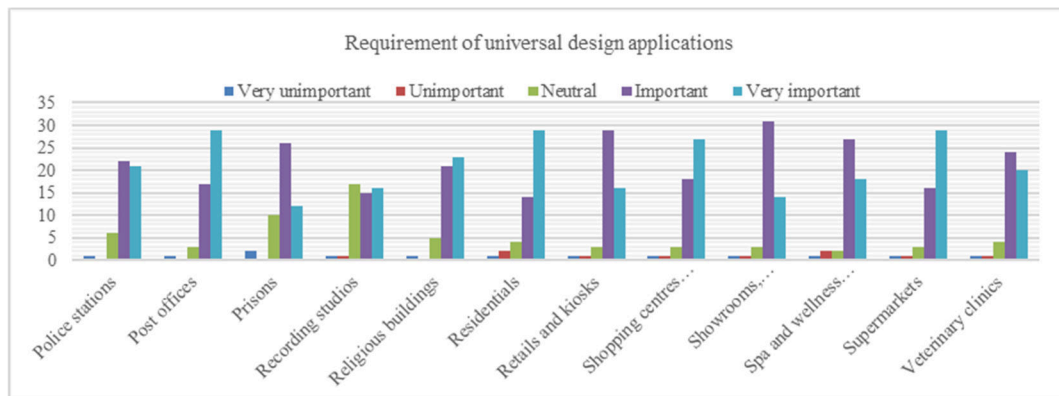 Requirement of universal design applications
Very unimportant Unimportant Neutral Important Very important
35
30
25
20
15
10
5
0
Police stations
Post offices
Prisons
Recording studios
Religious buildings
Residentials
Retails and kiosks
Shopping centres…
Showrooms,…
Spa and wellness…
Supermarkets
Veterinary clinics